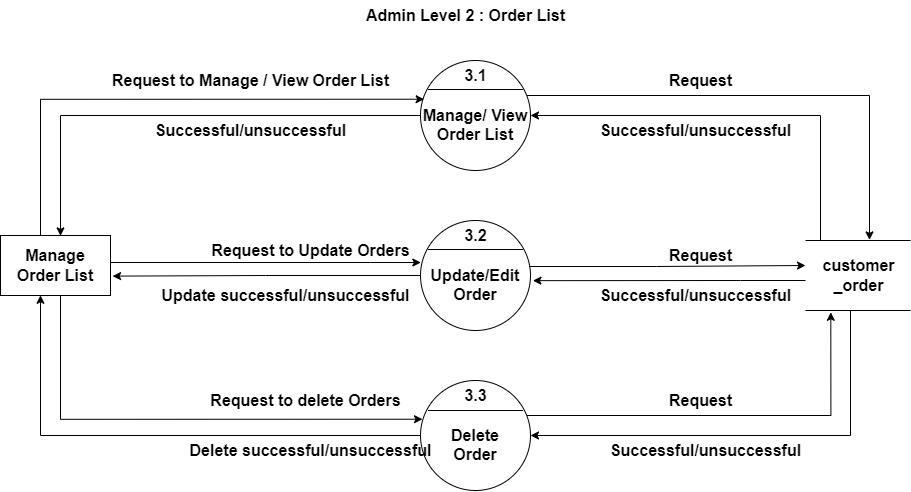 Admin Level 2 : Order List
3.1
Request to Manage / View Order List
Request
Manage/ View
Order List
Successful/unsuccessful
Successful/unsuccessful
3.2
Request to Update Orders
Request
Manage
Order List
Update/Edit
Order
customer
_order
Update successful/unsuccessful
Successful/unsuccessful
3.3
Request to delete Orders
Request
Delete
Order
Delete successful/unsuccessful
Successful/unsuccessful